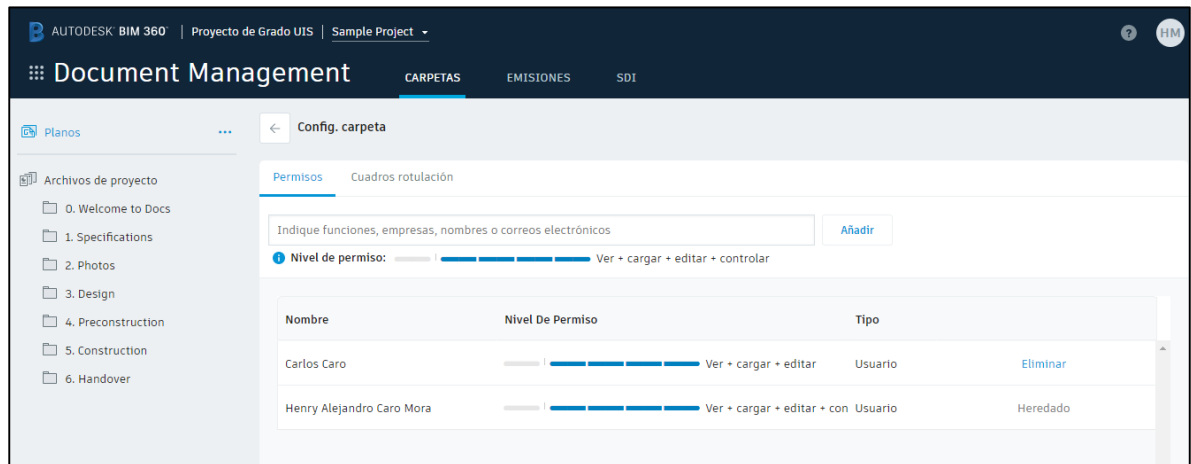 AUTODESK® BIM 360° | Proyecto de Grado UIS | Sample Project
? HM
Document Management CARPETAS EMISIONES SDI
Planos ...
Config. carpeta
Archivos de proyecto
Permisos Cuadros rotulación
0. Welcome to Docs
1. Specifications
Indique funciones, empresas, nombres o correos electrónicos Añadir
2. Photos
Nivel de permiso: Ver + cargar + editar + controlar
3. Design
4. Preconstruction
Nombre Nivel De Permiso Tipo
5. Construction
Carlos Caro Ver + cargar + editar Usuario Eliminar
6. Handover
Henry Alejandro Caro Mora Ver + cargar + editar + con Usuario Heredado